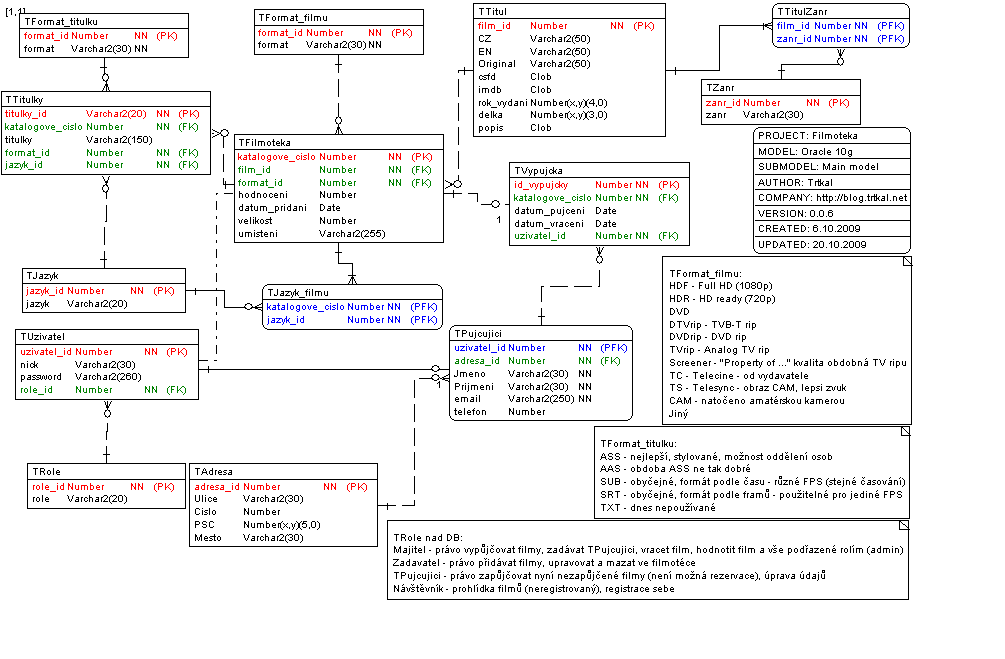 [1,1]
TFormat_titulku
format_id Number NN (PK)
format Varchar2(30) NN
TFormat_filmu
format_id Number NN (PK)
format Varchar2(30) NN
TTitul
film_id Number NN (PK)
CZ Varchar2(50)
EN Varchar2(50)
Original Varchar2(50)
csfd Clob
imdb Clob
rok_vydani Number(x,y)(4,0)
delka Number(x,y)(3,0)
popis Clob
TTitulZanr
film_id Number NN (PFK)
zanr_id Number NN (PFK)
TZanr
zanr_id Number NN (PK)
zanr Varchar2(30)
TTitulky
titulky_id Varchar2(20) NN (PK)
katalogove_cislo Number NN (FK)
titulky Varchar2(150)
format_id Number NN (FK)
jazyk_id Number NN (FK)
TFilmoteka
katalogove_cislo Number NN (PK)
film_id Number NN (FK)
format_id Number NN (FK)
hodnoceni Number
datum_pridani Date
velikost Number
umisteni Varchar2(255)
TVypujcka
id_vypujcky Number NN (PK)
katalogove_cislo Number NN (FK)
datum_pujceni Date
datum_vraceni Date
uzivatel_id Number NN (FK)
1
PROJECT: Filmoteka
MODEL: Oracle 10g
SUBMODEL: Main model
AUTHOR: Trtkal
COMPANY: http://blog.trtkal.net
VERSION: 0.0.6
CREATED: 6.10.2009
UPDATED: 20.10.2009
TJazyk
jazyk_id Number NN (PK)
jazyk Varchar2(20)
TJazyk_filmu
katalogove_cislo Number NN (PFK)
jazyk_id Number NN (PFK)
TUzivatel
uzivatel_id Number NN (PK)
nick Varchar2(30)
password Varchar2(260)
role_id Number NN (FK)
TPujcujici
uzivatel_id Number NN (PFK)
adresa_id Number NN (FK)
Jmeno Varchar2(30) NN
Prijmeni Varchar2(30) NN
email Varchar2(250) NN
telefon Number
1
TFormat_filmu:
HDF - Full HD (1080p)
HDR - HD ready (720p)
DVD
DTVrip - TVB-T rip
DVDrip - DVD rip
TVrip - Analog TV rip
Screener - "Property of ..." kvalita obdobná TV ripu
TC - Telecine - od vydavatele
TS - Telesync - obraz CAM, lepsi zvuk
CAM - natočeno amatérskou kamerou
Jiný
TFormat_titulku:
ASS - nejlepší, stylované, možnost oddělení osob
AAS - obdoba ASS ne tak dobré
SUB - obyčejné, formát podle času - různé FPS (stejné časování)
SRT - obyčejné, formát podle framů - použitelné pro jediné FPS
TXT - dnes nepoužívané
TRole
role_id Number NN (PK)
role Varchar2(20)
TAdresa
adresa_id Number NN (PK)
Ulice Varchar2(30)
Cislo Number
PSC Number(x,y)(5,0)
Mesto Varchar2(30)
TRole nad DB:
Majitel - právo vypůjčovat filmy, zadávat TPujcujici, vracet film, hodnotit film a vše podřazené rolím (admin)
Zadavatel - právo přidávat filmy, upravovat a mazat ve filmotéce
TPujcujici - právo zapůjčovat nyní nezapůjčené filmy (není možná rezervace), úprava údajů
Návštěvník - prohlídka filmů (neregistrovaný), registrace sebe